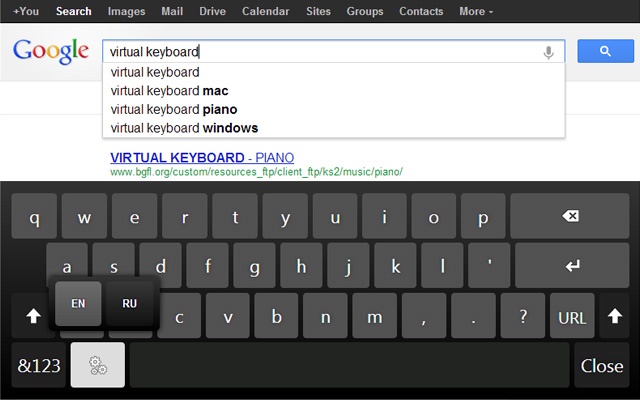 +You Search Images Mail Drive Calendar Sites Groups Contacts More
Google virtual keyboard
virtual keyboard
virtual keyboard mac
virtual keyboard piano
virtual keyboard windows
VIRTUAL KEYBOARD - PIANO
www.bgfl.org/custom/resources_ftp/client_ftp/ks2/music/piano/
q w e r t y u i o p
a s d f g h j k l '
EN RU c v b n m , . ? URL
&123 Close